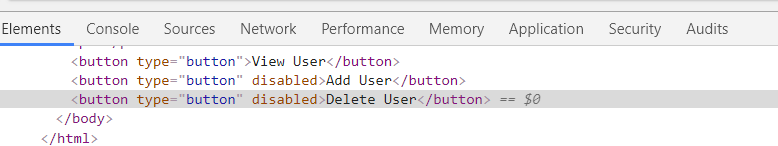 Elements Console Sources Network Performance Memory Application Security Audits
<button type="button">View User</button>
<button type="button" disabled>Add User</button>
<button type="button" disabled>Delete User</button> == $0
</body>
</html>